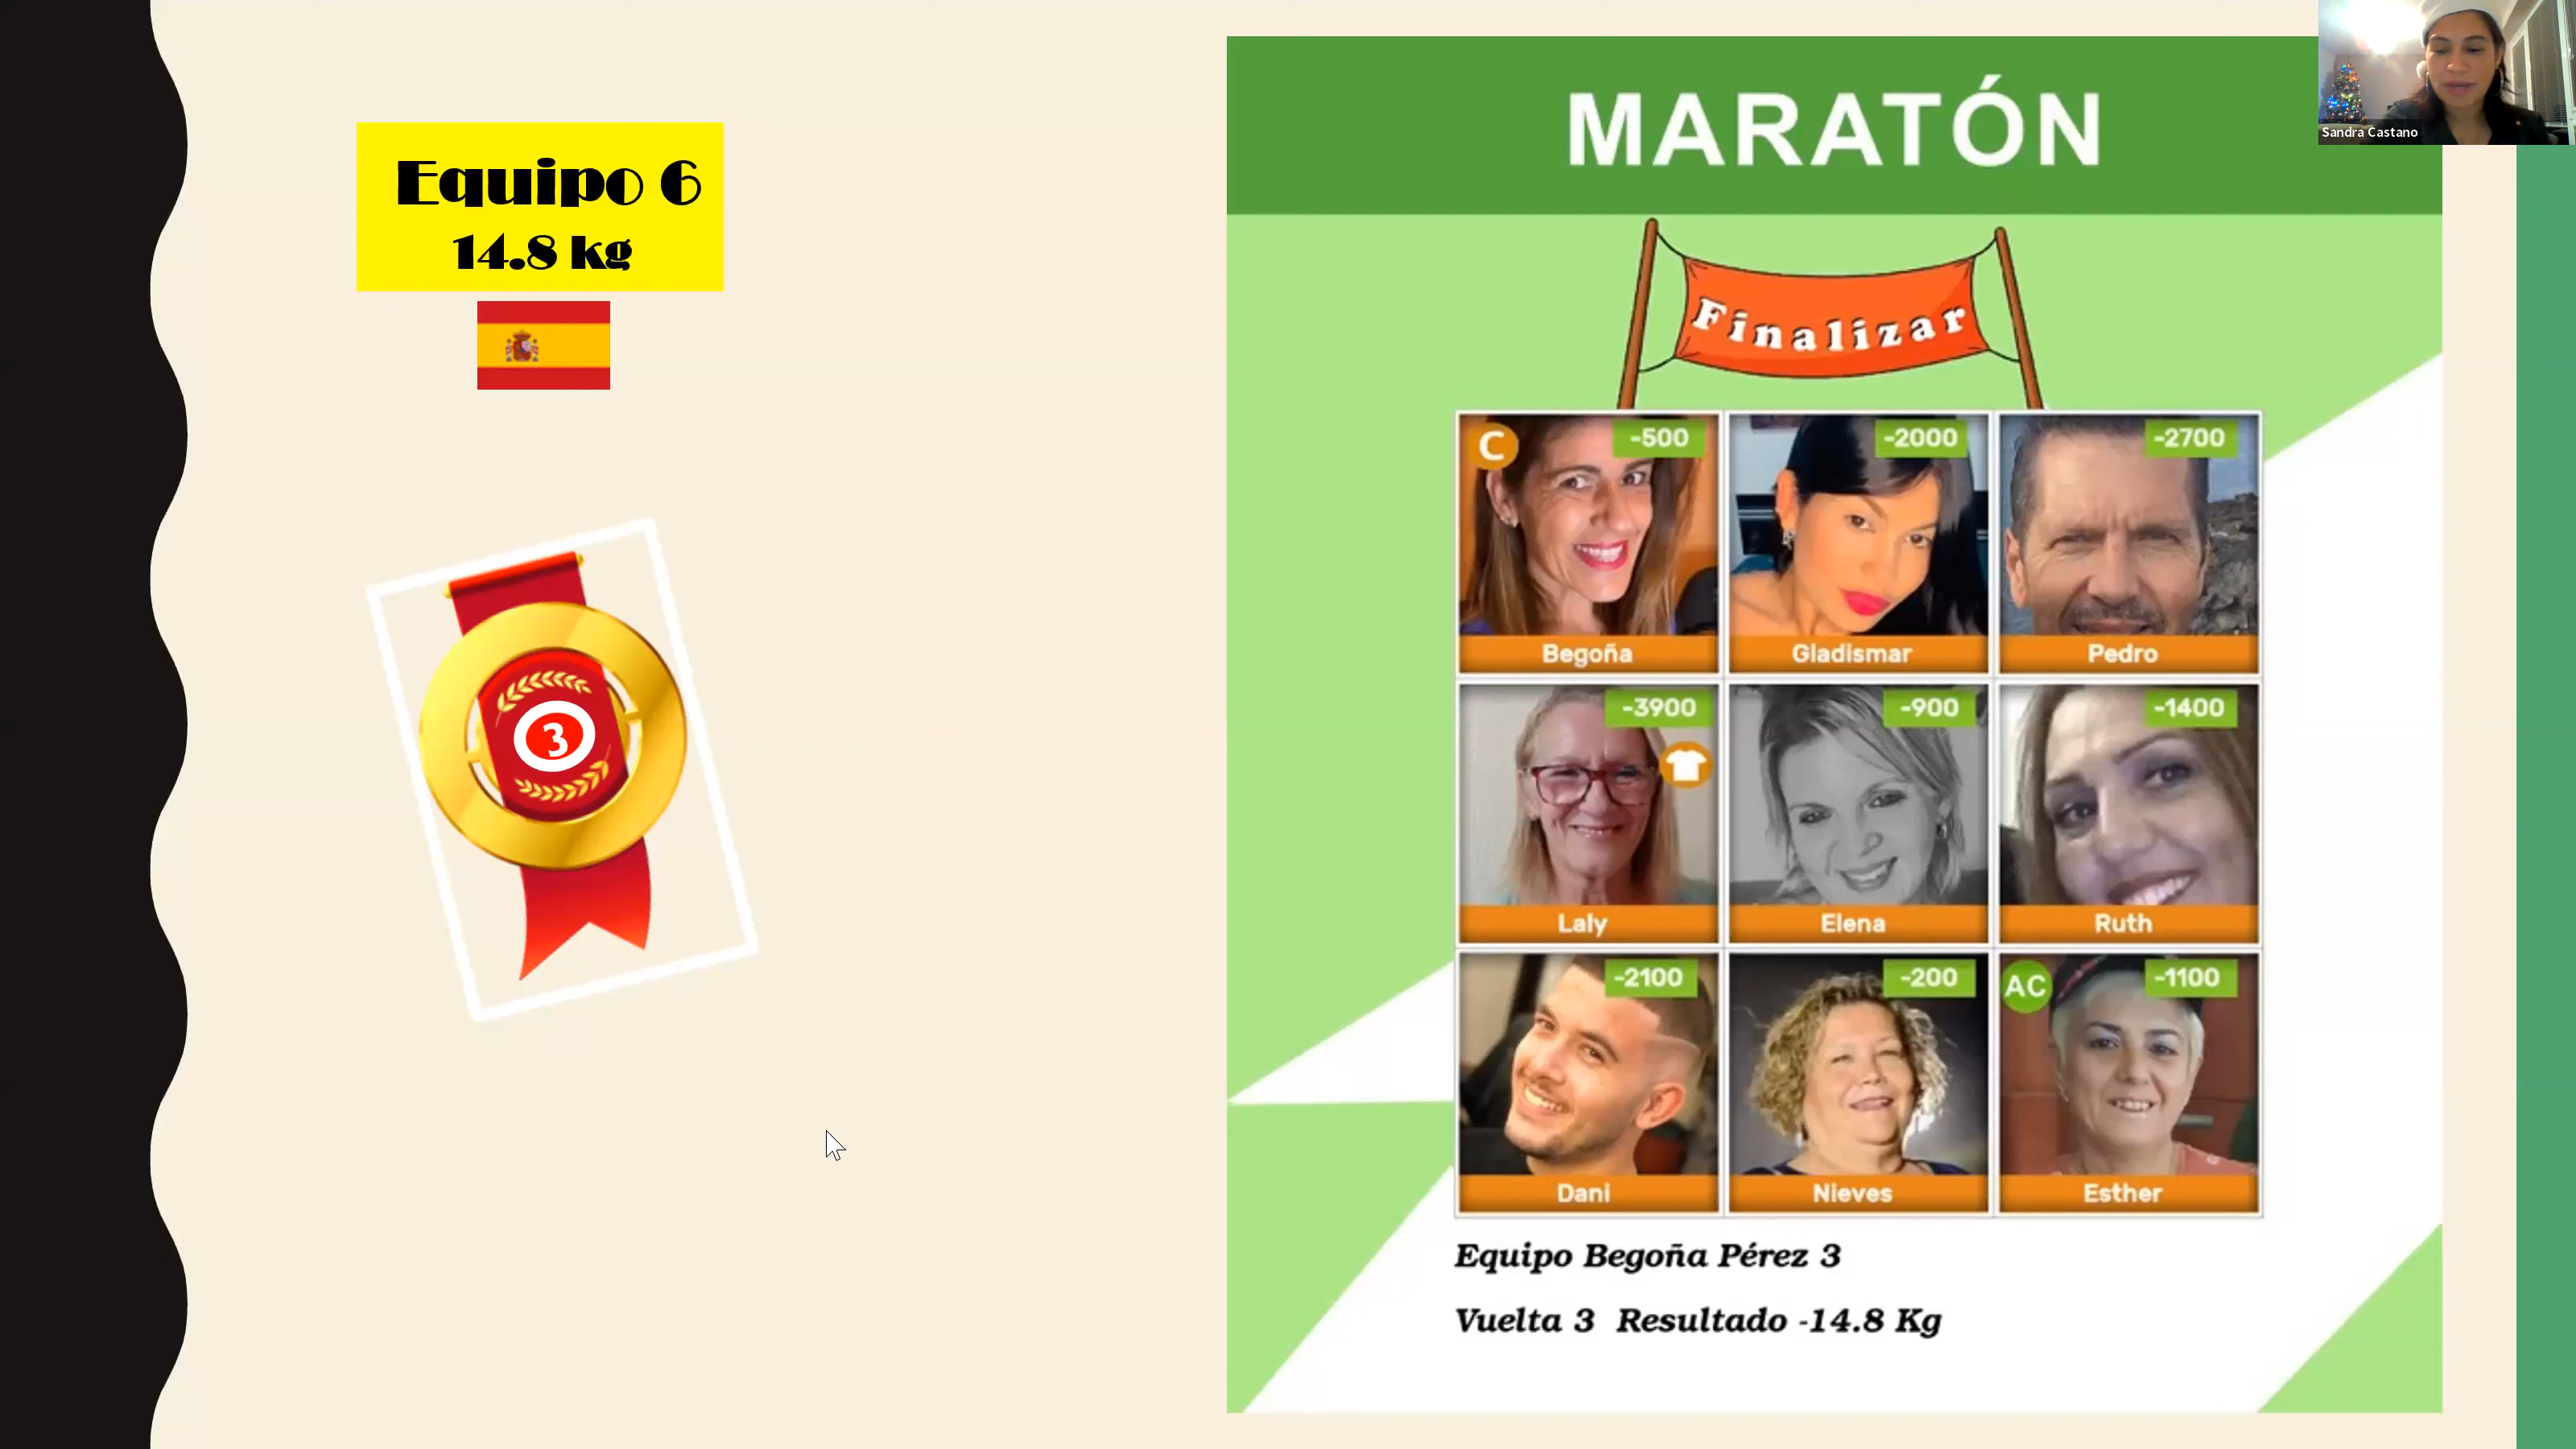 Equipo 6
14.8 kg
3
MARATÓN
Sandra Castano
Finalizar
C
-500
-2000
-2700
Begoña
Gladismar
Pedro
-3900
-900
-1400
Laly
Elena
Ruth
-2100
-200
AC
-1100
Dani
Nieves
Esther
Equipo Begoña Pérez 3
Vuelta 3 Resultado -14.8 Kg